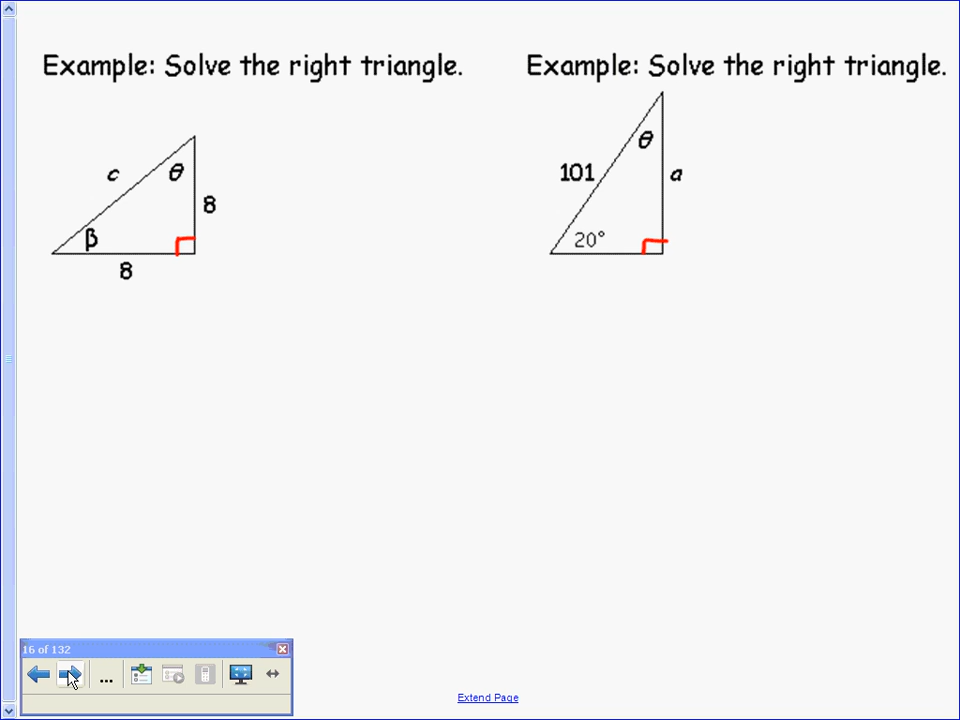 Example: Solve the right triangle.
c
θ
8
β
8
Example: Solve the right triangle.
θ
101
a
20°
16 of 132
...
Extend Page